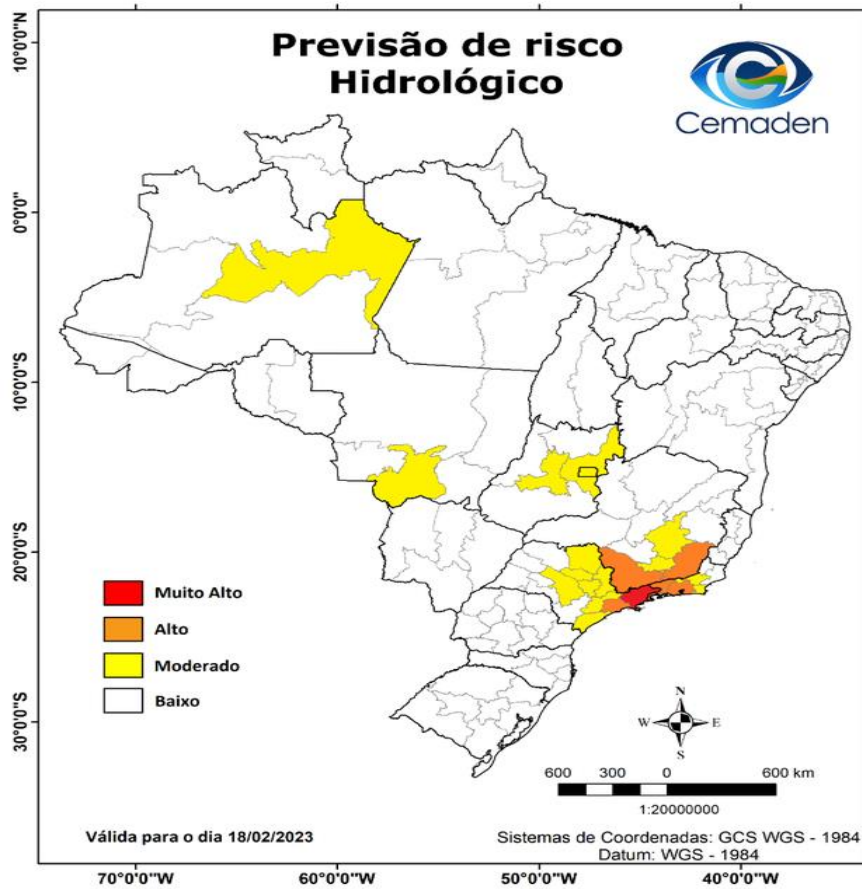 Previsão de risco
Hidrológico
Cemaden
10°0'0"N
0°0'0"
10°0'0"S
20°0'0"S
30°0'0"S
Muito Alto
Alto
Moderado
Baixo
N
W
E
S
600 300 0 600 km
1:20000000
Válida para o dia 18/02/2023
Sistemas de Coordenadas: GCS WGS - 1984
Datum: WGS - 1984
70°0'0"W 60°0'0"W 50°0'0"W 40°0'0"W